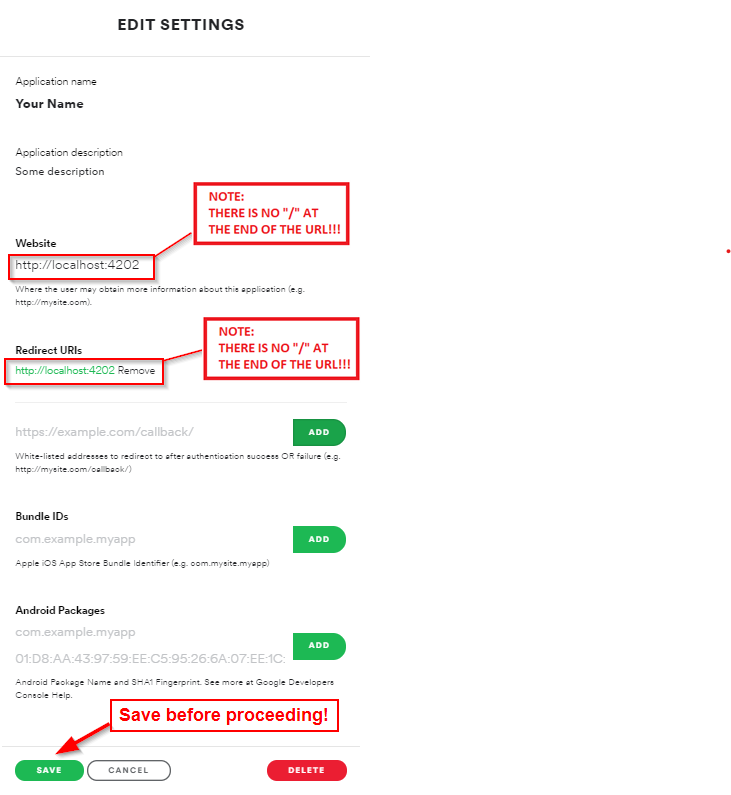 EDIT SETTINGS
Application name
Your Name
Application description
Some description
NOTE:
THERE IS NO "/" AT
THE END OF THE URL!!!
Website
http://localhost:4202
Where the user may obtain more information about this application (e.g.
http://mysite.com).
NOTE:
THERE IS NO "/" AT
THE END OF THE URL!!!
Redirect URIs
http://localhost:4202 Remove
https://example.com/callback/
ADD
White-listed addresses to redirect to after authentication success OR failure (e.g.
http://mysite.com/callback/)
Bundle IDs
com.example.myapp
ADD
Apple iOS App Store Bundle Identifier (e.g. com.mysite.myapp)
Android Packages
com.example.myapp
01:D8:AA:43:97:59:EE:C5:95:26:6A:07:EE:1C:
ADD
Android Package Name and SHA1 Fingerprint. See more at Google Developers
Console Help.
Save before proceeding!
SAVE CANCEL DELETE